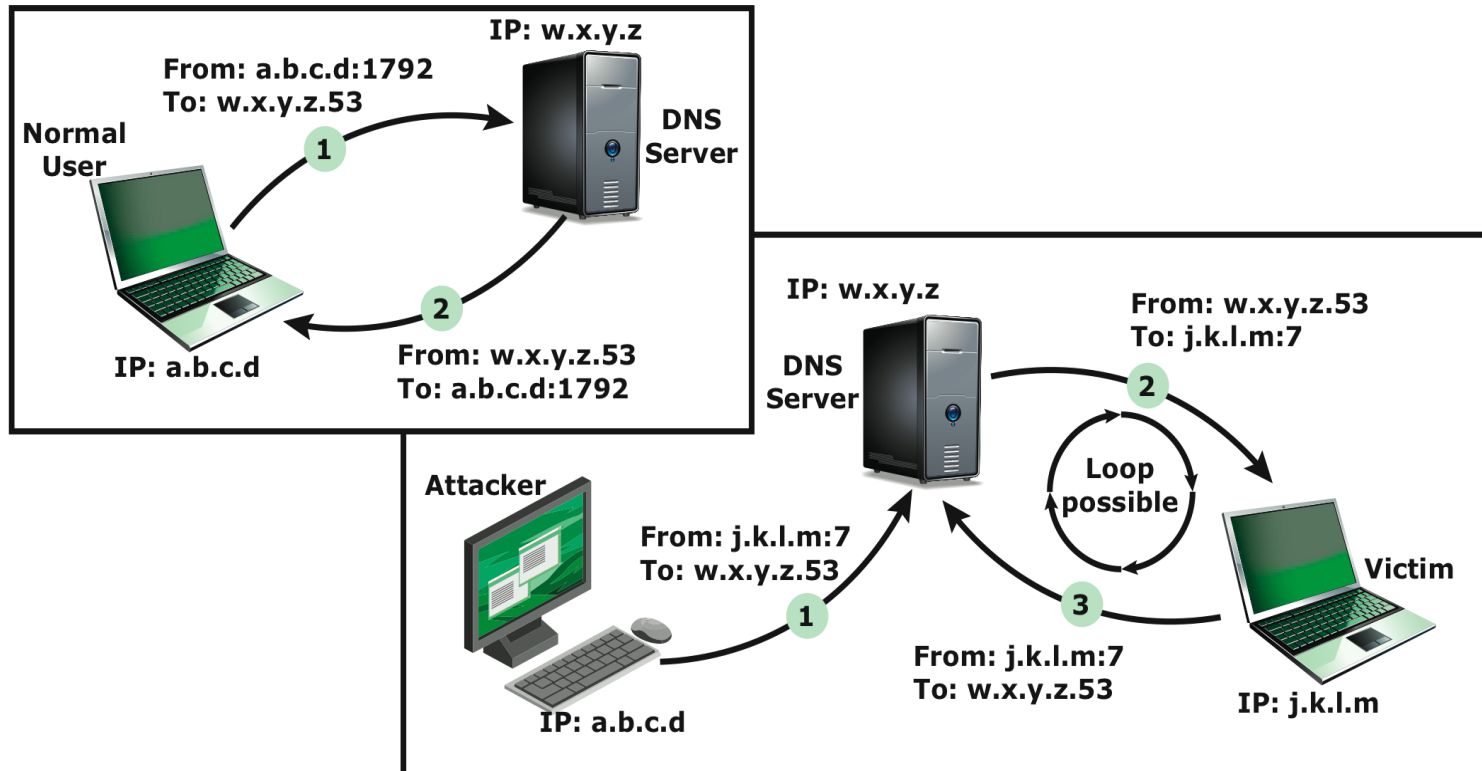 IP: w.x.y.z
From: a.b.c.d:1792
To: w.x.y.z.53
Normal
User
1
DNS
Server
2
IP: a.b.c.d
From: w.x.y.z.53
To: a.b.c.d:1792
IP: w.x.y.z
From: w.x.y.z.53
To: j.k.l.m:7
DNS
Server
2
Loop
possible
Attacker
From: j.k.l.m:7
To: w.x.y.z.53
1
Victim
3
From: j.k.l.m:7
To: w.x.y.z.53
IP: j.k.l.m
IP: a.b.c.d